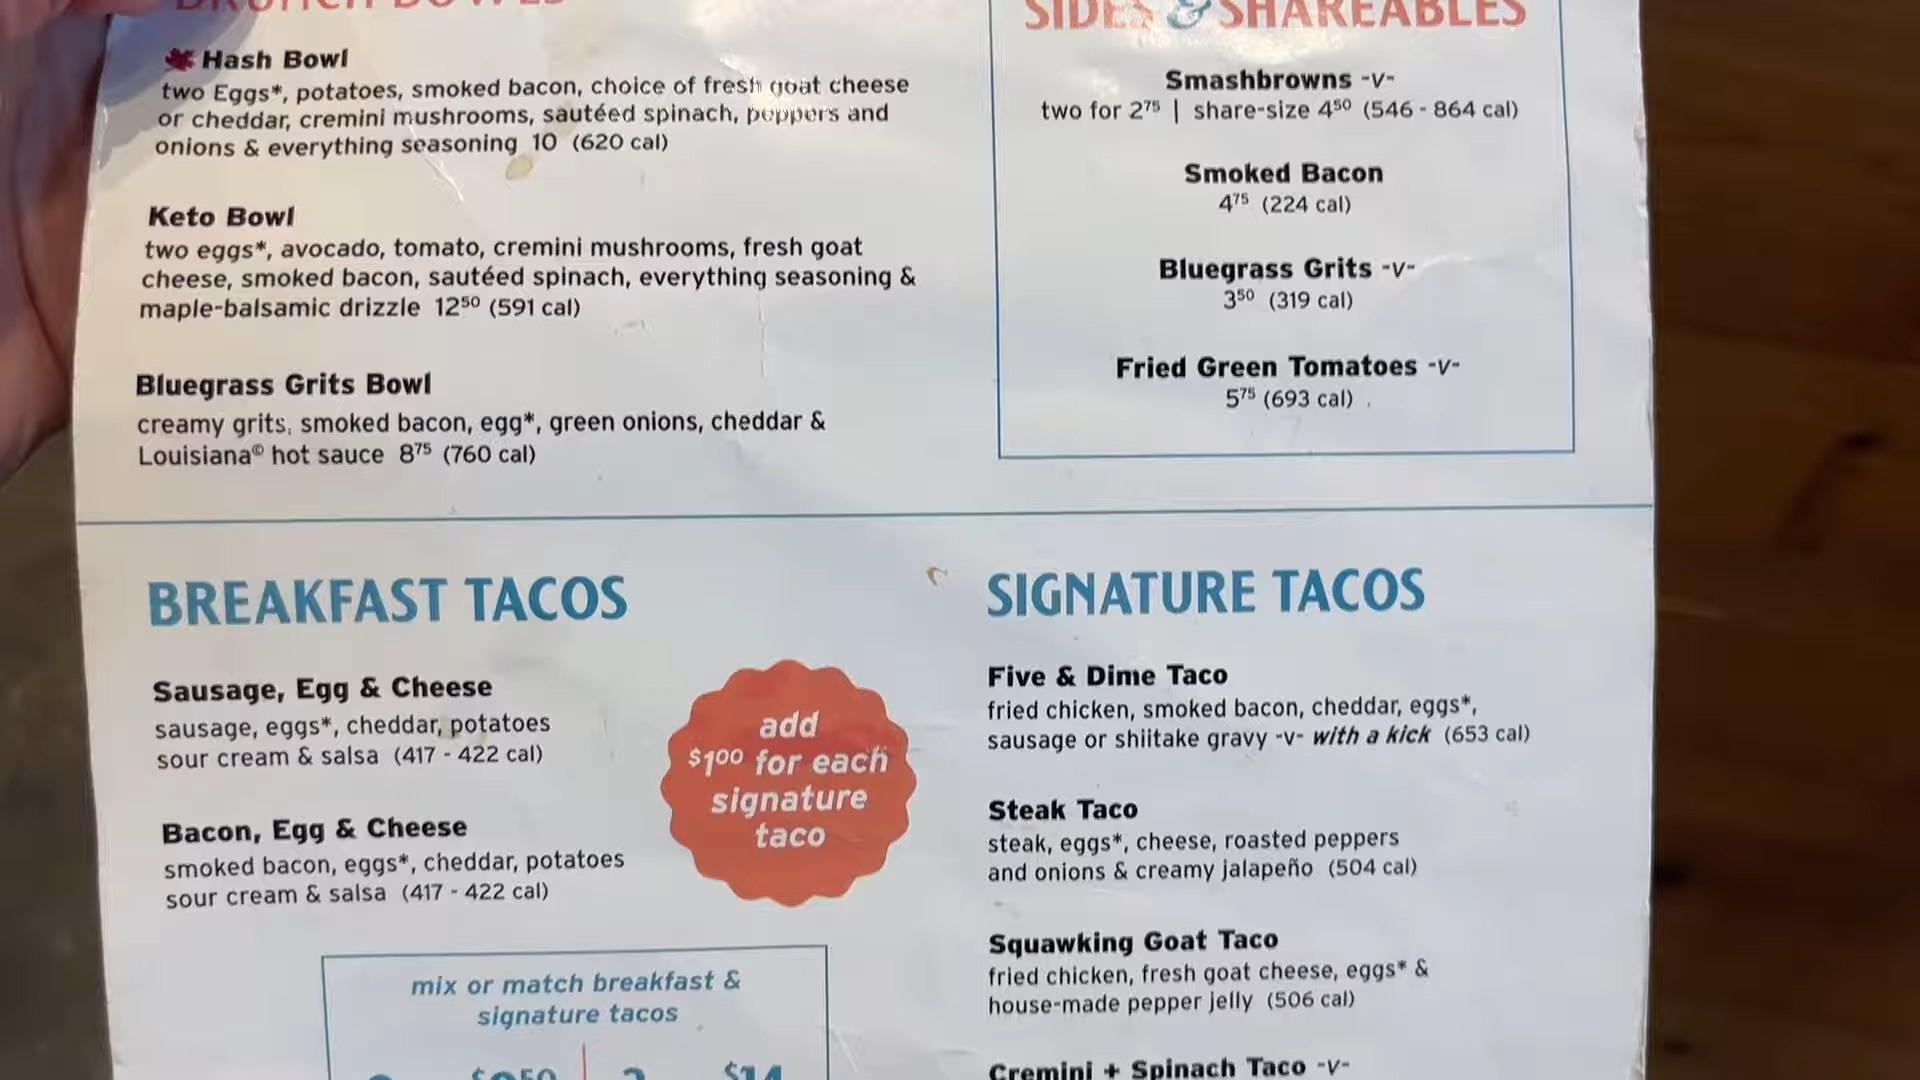 BRUNCH BOWLS
Hash Bowl
two Eggs*, potatoes, smoked bacon, choice of fresh goat cheese
or cheddar, cremini mushrooms, sautéed spinach, peppers and
onions & everything seasoning 10 (620 cal)
Keto Bowl
two eggs*, avocado, tomato, cremini mushrooms, fresh goat
cheese, smoked bacon, sautéed spinach, everything seasoning &
maple-balsamic drizzle 12⁵⁰ (591 cal)
Bluegrass Grits Bowl
creamy grits, smoked bacon, egg*, green onions, cheddar &
Louisiana© hot sauce 8⁷⁵ (760 cal)
SIDES & SHAREABLES
Smashbrowns -v-
two for 2⁷⁵ | share-size 4⁵⁰ (546 - 864 cal)
Smoked Bacon
4⁷⁵ (224 cal)
Bluegrass Grits -v-
3⁵⁰ (319 cal)
Fried Green Tomatoes -v-
5⁷⁵ (693 cal)
BREAKFAST TACOS
Sausage, Egg & Cheese
sausage, eggs*, cheddar, potatoes
sour cream & salsa (417 - 422 cal)
Bacon, Egg & Cheese
smoked bacon, eggs*, cheddar, potatoes
sour cream & salsa (417 - 422 cal)
add
$1⁰⁰ for each
signature
taco
mix or match breakfast &
signature tacos
SIGNATURE TACOS
Five & Dime Taco
fried chicken, smoked bacon, cheddar, eggs*,
sausage or shiitake gravy -v- with a kick (653 cal)
Steak Taco
steak, eggs*, cheese, roasted peppers
and onions & creamy jalapeño (504 cal)
Squawking Goat Taco
fried chicken, fresh goat cheese, eggs* &
house-made pepper jelly (506 cal)
Cremini + Spinach Taco -v-